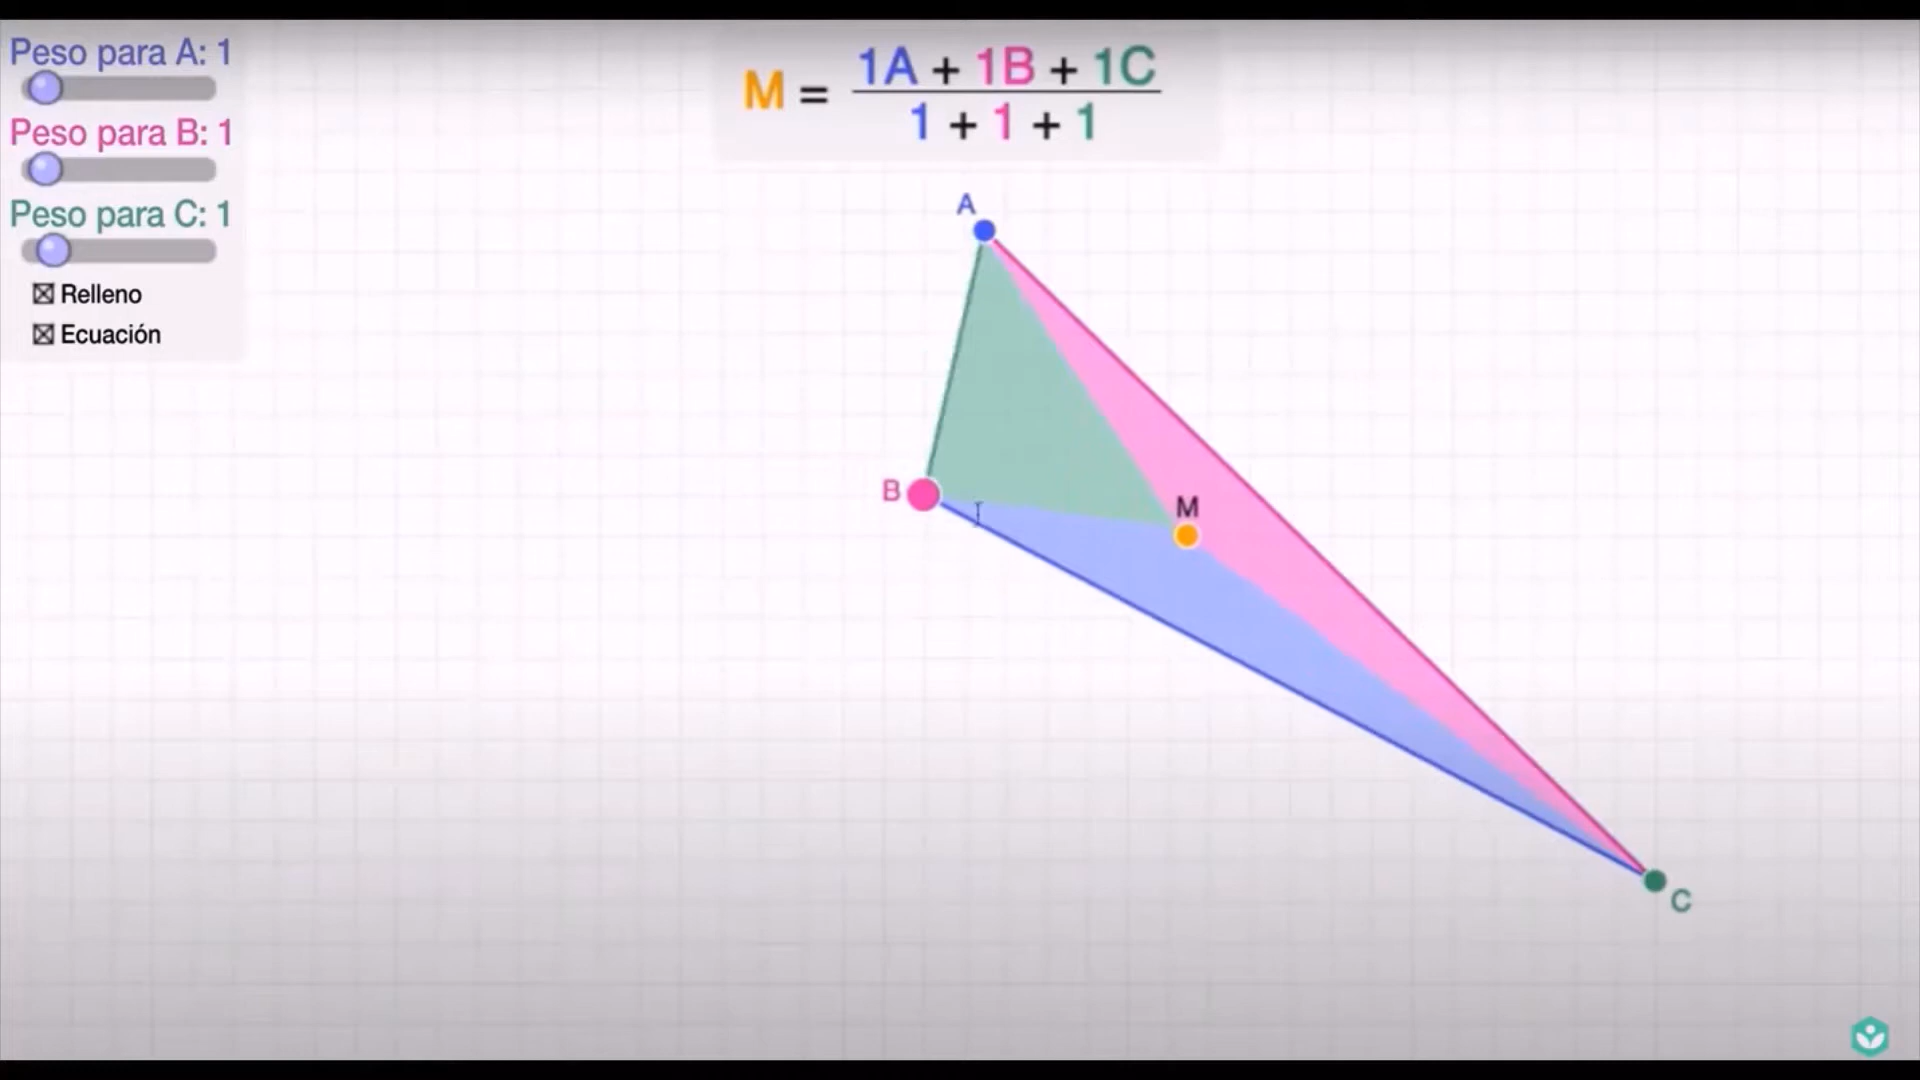 Peso para A: 1
Peso para B: 1
Peso para C: 1
☒ Relleno
☒ Ecuación
M = (1A + 1B + 1C) / (1 + 1 + 1)
A
B
M
C